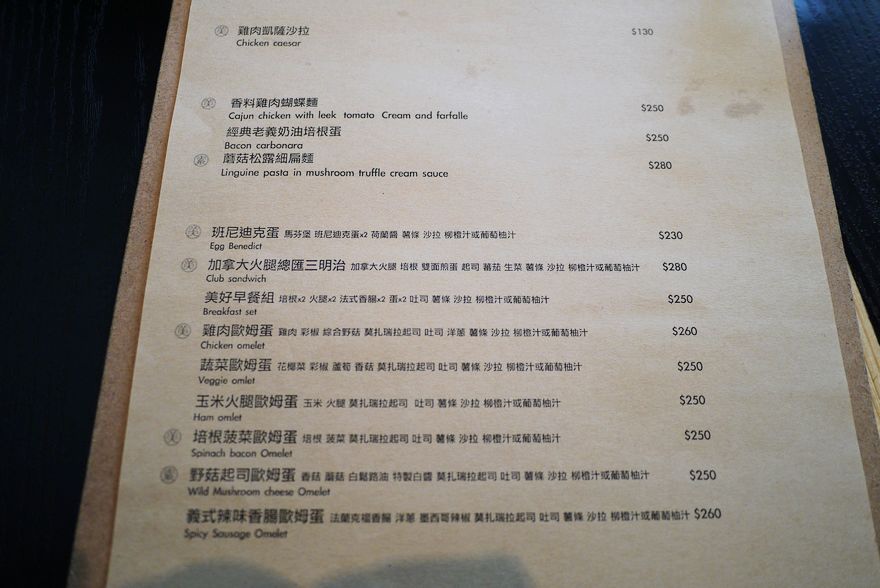 美 雞肉凱薩沙拉 $130
Chicken caesar
美 香料雞肉蝴蝶麵 $250
Cajun chicken with leek tomato Cream and farfalle
經典老義奶油培根蛋 $250
Bacon carbonara
蘑菇松露細扁麵 $280
Linguine pasta in mushroom truffle cream sauce
美 班尼迪克蛋 馬芬堡 班尼迪克蛋x2 荷蘭醬 薯條 沙拉 柳橙汁或葡萄柚汁 $230
Egg Benedict
美 加拿大火腿總匯三明治 加拿大火腿 培根 雙面煎蛋 起司 蕃茄 生菜 薯條 沙拉 柳橙汁或葡萄柚汁 $280
Club sandwich
美好早餐組 培根x2 火腿x2 法式香腸x2 蛋x2 吐司 薯條 沙拉 柳橙汁或葡萄柚汁 $250
Breakfast set
美 雞肉歐姆蛋 雞肉 彩椒 綜合野菇 莫扎瑞拉起司 吐司 洋蔥 薯條 沙拉 柳橙汁或葡萄柚汁 $260
Chicken omelet
蔬菜歐姆蛋 花椰菜 彩椒 蘆筍 香菇 莫扎瑞拉起司 吐司 薯條 沙拉 柳橙汁或葡萄柚汁 $250
Veggie omlet
玉米火腿歐姆蛋 玉米 火腿 莫扎瑞拉起司 吐司 薯條 沙拉 柳橙汁或葡萄柚汁 $250
Ham omlet
美 培根菠菜歐姆蛋 培根 菠菜 莫扎瑞拉起司 吐司 薯條 沙拉 柳橙汁或葡萄柚汁 $250
Spinach bacon Omelet
野菇起司歐姆蛋 香菇 蘑菇 白鬆路油 特製白醬 莫扎瑞拉起司 吐司 薯條 沙拉 柳橙汁或葡萄柚汁 $250
Wild Mushroom cheese Omelet
義式辣味香腸歐姆蛋 法蘭克福香腸 洋蔥 墨西哥辣椒 莫扎瑞拉起司 吐司 薯條 沙拉 柳橙汁或葡萄柚汁 $260
Spicy Sausage Omelet